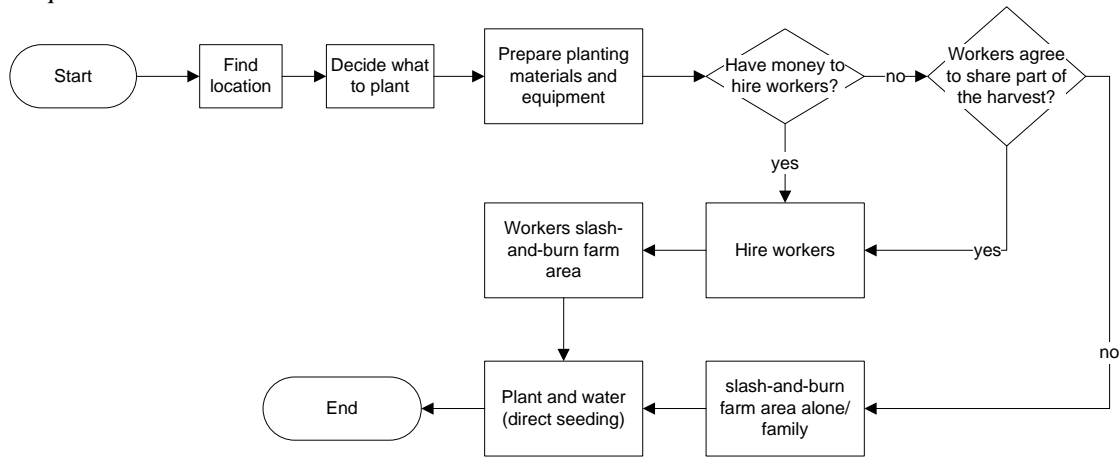 Start
Find
location
Decide what
to plant
Prepare planting
materials and
equipment
Have money to
hire workers?
no
Workers agree
to share part of
the harvest?
yes
Workers slash-
and-burn farm
area
Hire workers
yes
no
End
Plant and water
(direct seeding)
slash-and-burn
farm area alone/
family